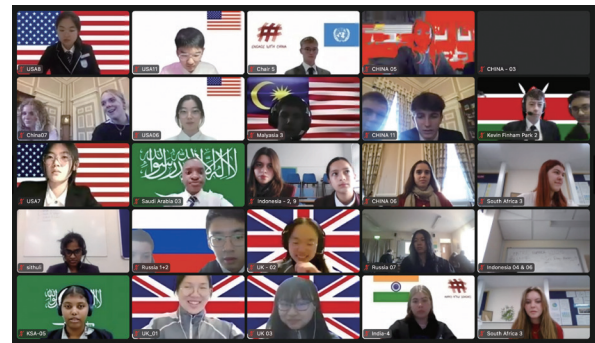 USA8
USA11
Chair 5
CHINA 05
CHINA - 03
China07
USA06
Malyasia 3
CHINA 11
Kevin Finham Park 2
USA7
Saudi Arabia 03
Indonesia - 2, 9
CHINA 06
South Africa 3
sithuli
Russia 1+2
UK - 02
Russia 07
Indonesia 04 & 06
KSA-05
UK_01
UK 03
India-4
South Africa 3